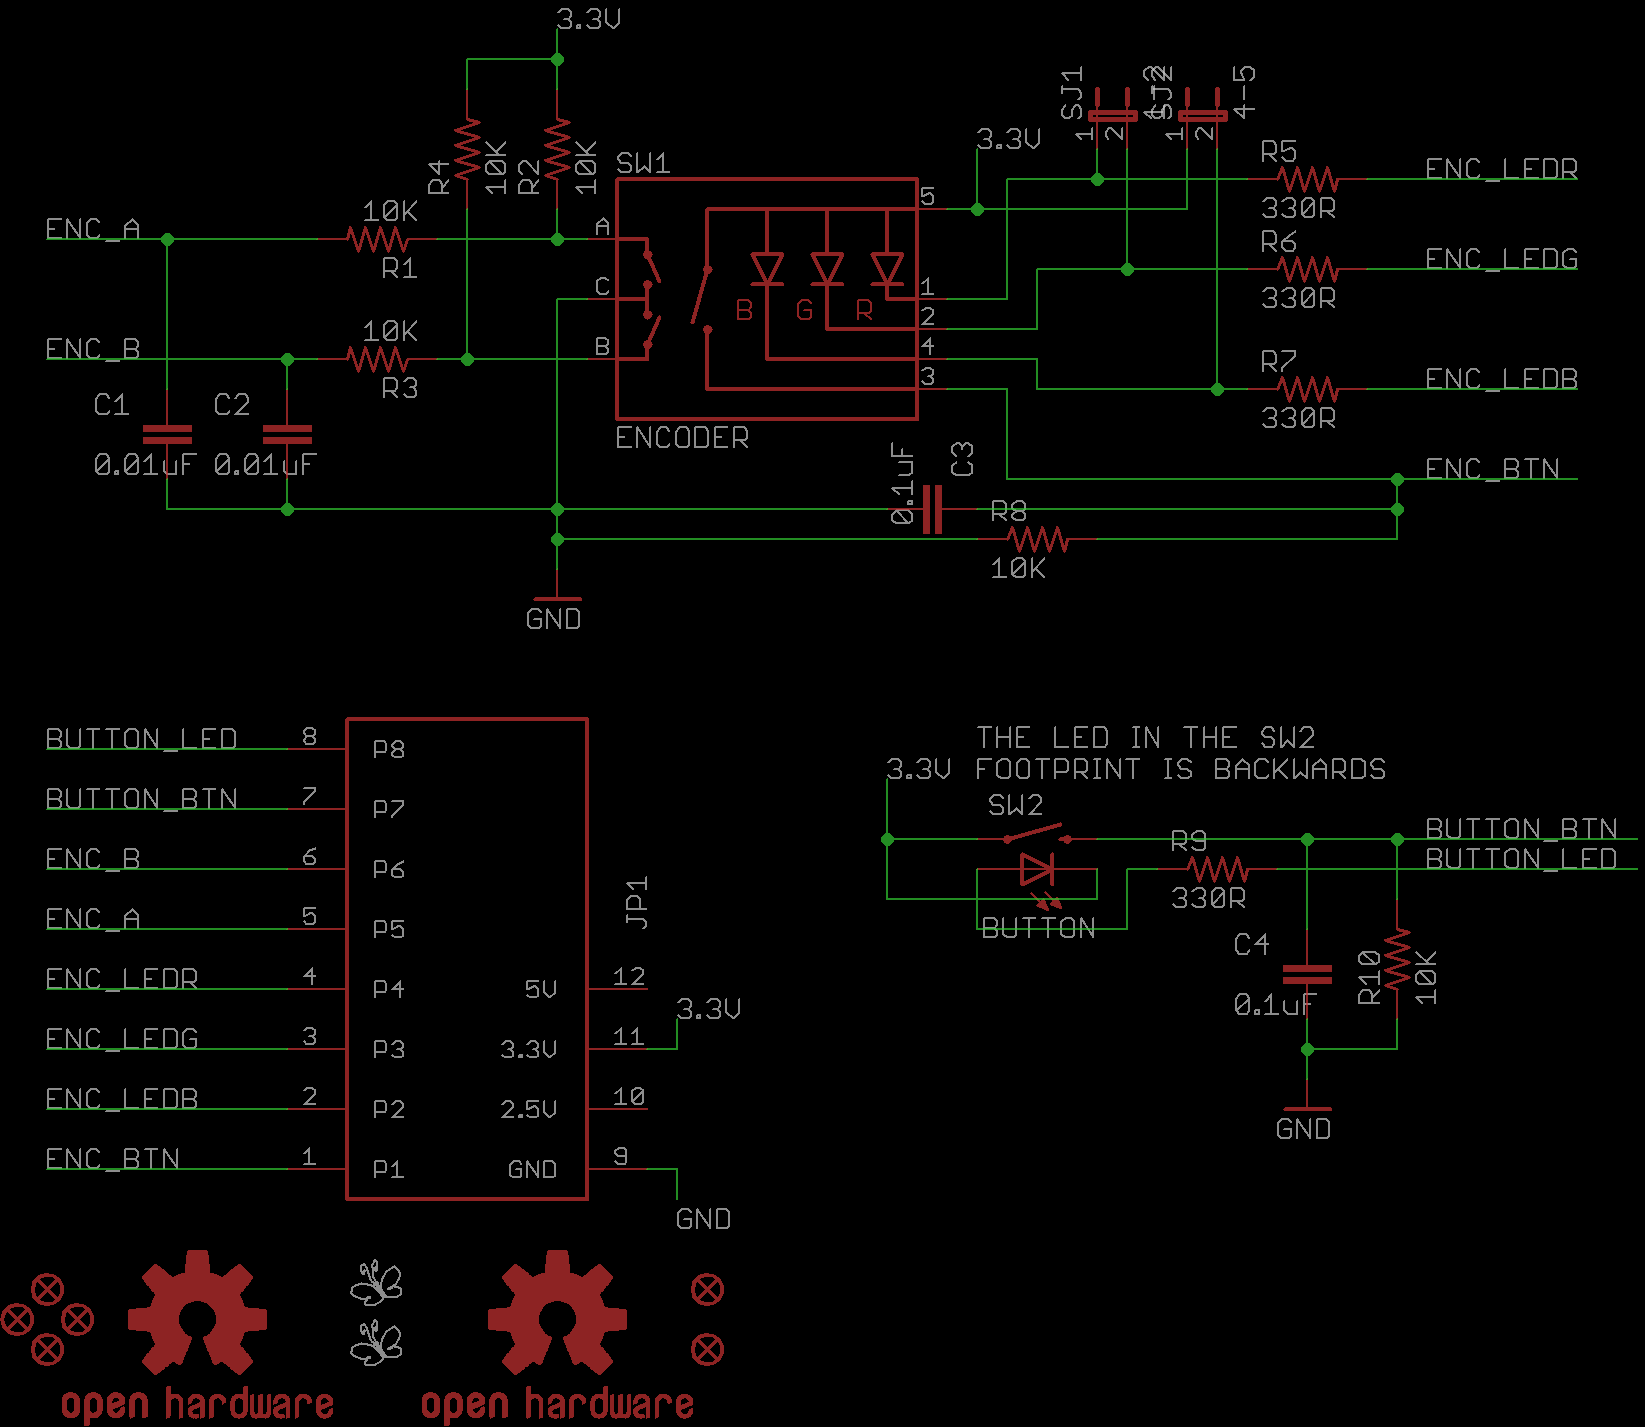 3.3V
R4
10K
R2
10K
SW1
ENC_A
10K
R1
A
C
B
ENC_B
10K
R3
C1
0.01uF
C2
0.01uF
B G R
5
1
2
4
3
ENCODER
3.3V
SJ1
1 2
SJ2
1 2
4-5
R5
330R
ENC_LEDR
R6
330R
ENC_LEDG
R7
330R
ENC_LEDB
ENC_BTN
0.1uF
C3
R8
10K
GND
BUTTON_LED 8 P8
BUTTON_BTN 7 P7
ENC_B 6 P6
ENC_A 5 P5
ENC_LEDR 4 P4
ENC_LEDG 3 P3
ENC_LEDB 2 P2
ENC_BTN 1 P1
JP1
5V 12
3.3V 11
3.3V
2.5V 10
GND 9
GND
THE LED IN THE SW2
FOOTPRINT IS BACKWARDS
3.3V
SW2
BUTTON
R9
330R
BUTTON_BTN
BUTTON_LED
C4
0.1uF
R10
10K
GND
open hardware
open hardware